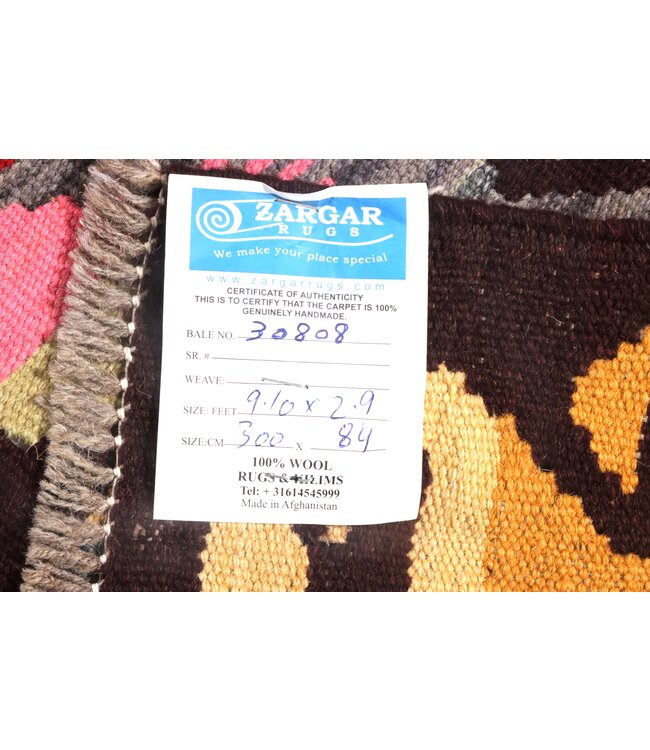 ZARGAR
RUGS
We make your place special
www.zargarrugs.com
CERTIFICATE OF AUTHENTICITY
THIS IS TO CERTIFY THAT THE CARPET IS 100%
GENUINELY HANDMADE.
BALE NO. 30808
SR. #
WEAVE:
SIZE: FEET 9.10 x 2.9
SIZE:CM 300 X 84
100% WOOL
RUGS & KILIMS
Tel: + 31614545999
Made in Afghanistan